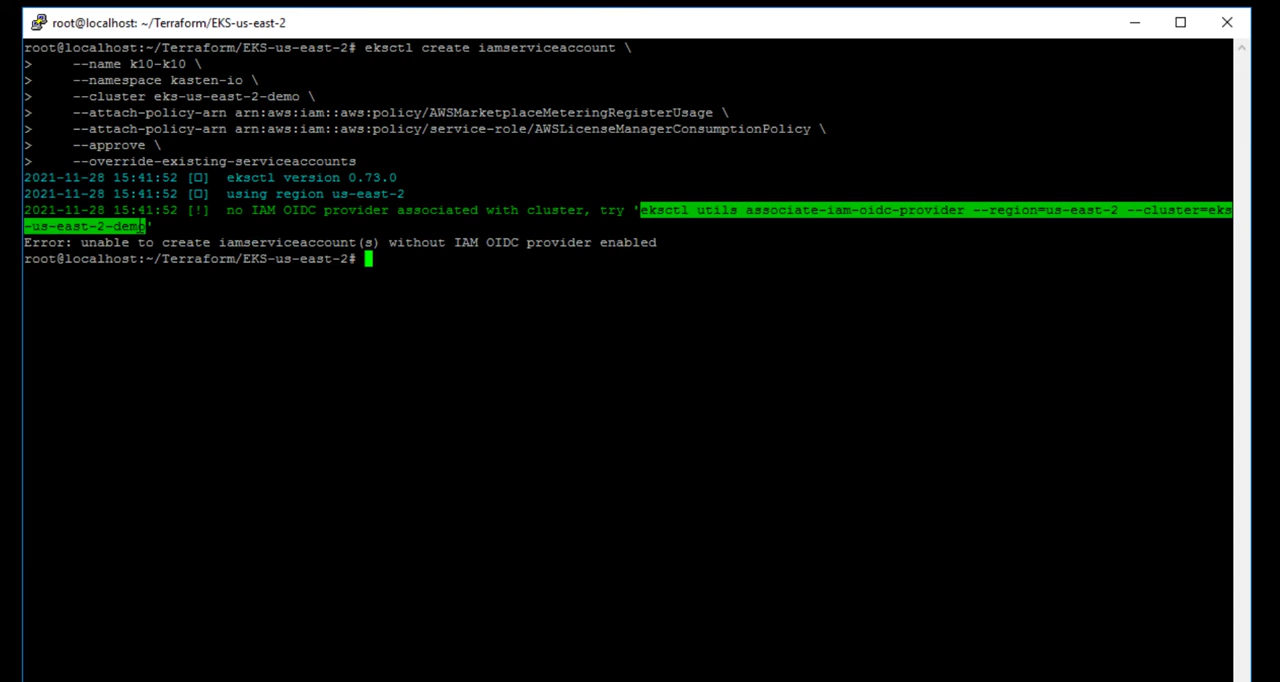 root@localhost: ~/Terraform/EKS-us-east-2
root@localhost:~/Terraform/EKS-us-east-2# eksctl create iamserviceaccount \
>     --name k10-k10 \
>     --namespace kasten-io \
>     --cluster eks-us-east-2-demo \
>     --attach-policy-arn arn:aws:iam::aws:policy/AWSMarketplaceMeteringRegisterUsage \
>     --attach-policy-arn arn:aws:iam::aws:policy/service-role/AWSLicenseManagerConsumptionPolicy \
>     --approve \
>     --override-existing-serviceaccounts
2021-11-28 15:41:52 [▯]  eksctl version 0.73.0
2021-11-28 15:41:52 [▯]  using region us-east-2
2021-11-28 15:41:52 [!]  no IAM OIDC provider associated with cluster, try 'eksctl utils associate-iam-oidc-provider --region=us-east-2 --cluster=eks
-us-east-2-demo'
Error: unable to create iamserviceaccount(s) without IAM OIDC provider enabled
root@localhost:~/Terraform/EKS-us-east-2#